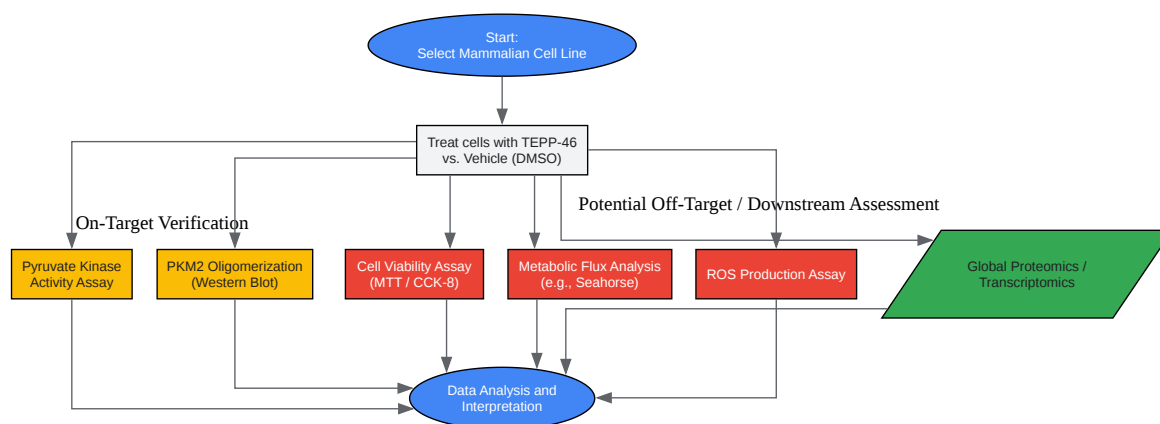 Start:
Select Mammalian Cell Line
Treat cells with TEPP-46
vs. Vehicle (DMSO)
On-Target Verification
Potential Off-Target / Downstream Assessment
Pyruvate Kinase
Activity Assay
PKM2 Oligomerization
(Western Blot)
Cell Viability Assay
(MTT / CCK-8)
Metabolic Flux Analysis
(e.g., Seahorse)
ROS Production Assay
Global Proteomics /
Transcriptomics
Data Analysis and
Interpretation